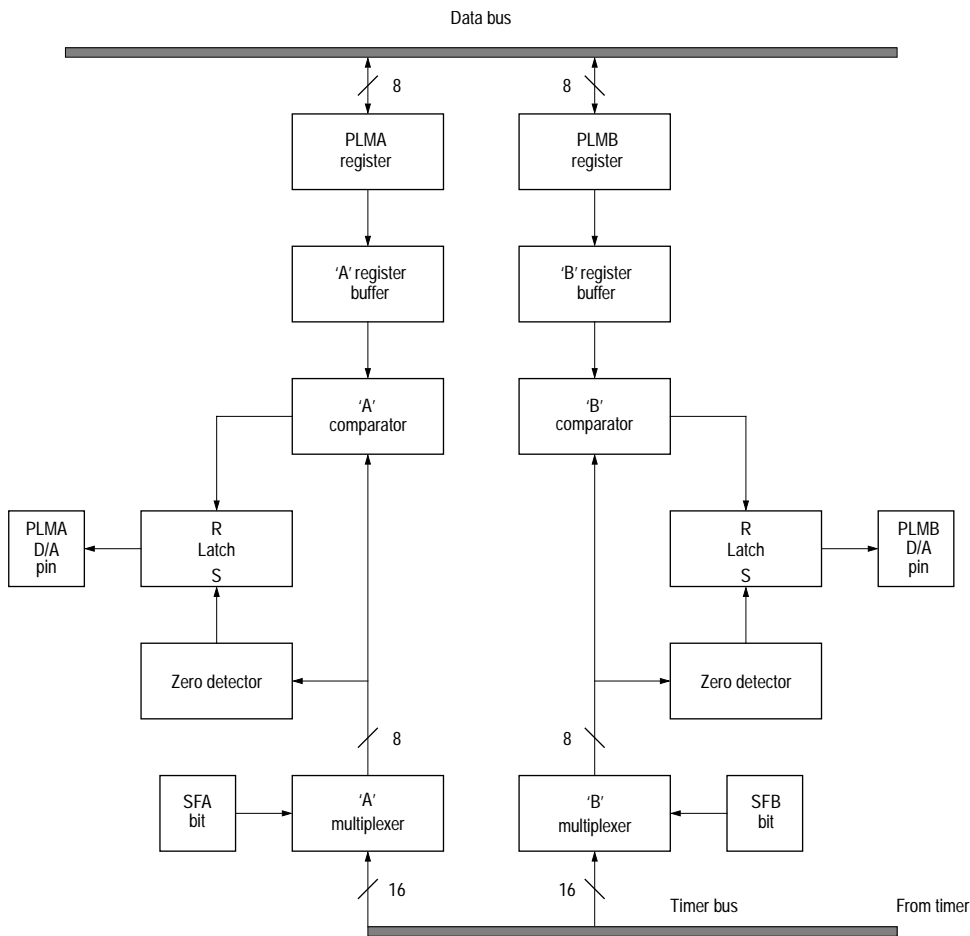 Data bus
8
8
PLMA
register
PLMB
register
‘A’ register
buffer
‘B’ register
buffer
‘A’
comparator
‘B’
comparator
PLMA
D/A
pin
R
Latch
S
R
Latch
S
PLMB
D/A
pin
Zero detector
Zero detector
8
8
SFA
bit
‘A’
multiplexer
‘B’
multiplexer
SFB
bit
16
16
Timer bus
From timer